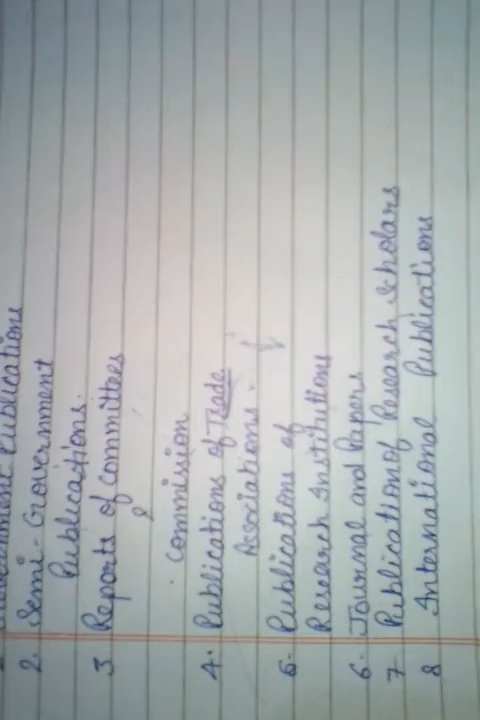 Publications
2. Semi-Government
Publications.
3 Reports of committees
&
Commission
4. Publications of Trade
Associations
5. Publications of
Research Institutions
6. Journal and Papers
7 Publication of Research Scholars
8 International Publications